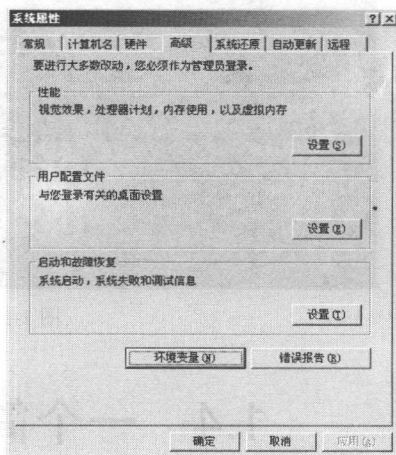 系统属性
常规 计算机名 硬件 高级 系统还原 自动更新 远程
要进行大多数改动，您必须作为管理员登录。
性能
视觉效果，处理器计划，内存使用，以及虚拟内存
设置(S)
用户配置文件
与您登录有关的桌面设置
设置(E)
启动和故障恢复
系统启动，系统失败和调试信息
设置(T)
环境变量(N) 错误报告(R)
确定 取消 应用(A)